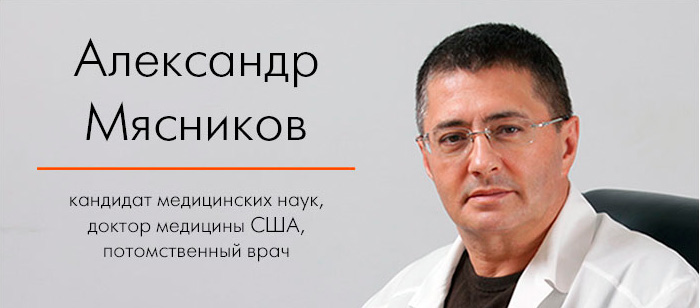 Александр
Мясников
кандидат медицинских наук,
доктор медицины США,
потомственный врач